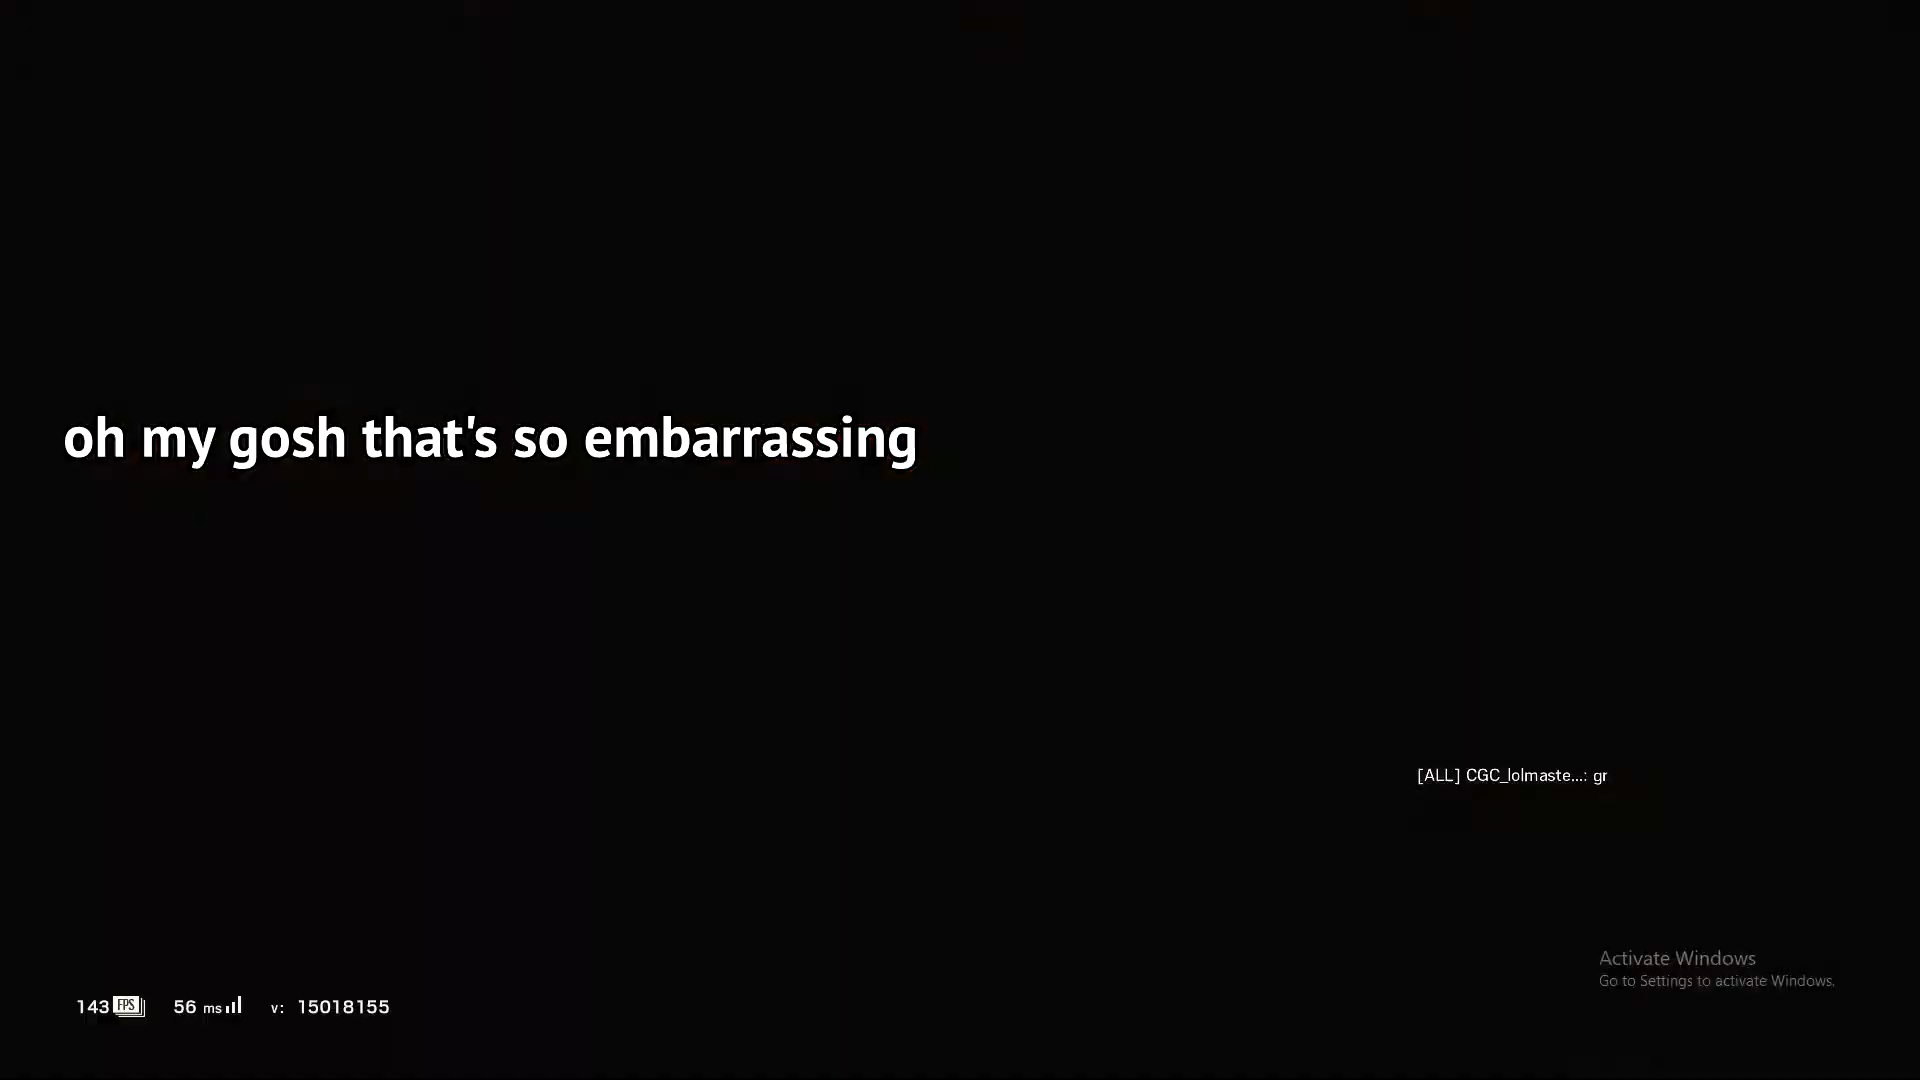 oh my gosh that's so embarrassing
[ALL] CGC_lolmaste...: gr
Activate Windows
Go to Settings to activate Windows.
143 FPS 56 ms v: 15018155